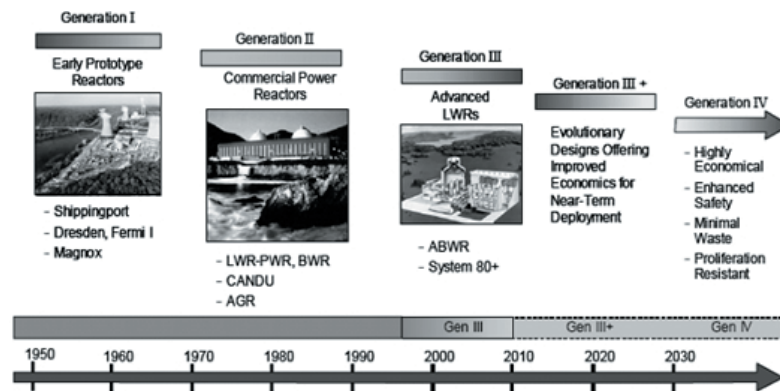 Generation I
Early Prototype
Reactors
- Shippingport
- Dresden, Fermi I
- Magnox
Generation II
Commercial Power
Reactors
- LWR-PWR, BWR
- CANDU
- AGR
Generation III
Advanced
LWRs
- ABWR
- System 80+
Generation III +
Evolutionary
Designs Offering
Improved
Economics for
Near-Term
Deployment
Generation IV
- Highly
Economical
- Enhanced
Safety
- Minimal
Waste
- Proliferation
Resistant
Gen III
Gen III+
Gen IV
1950 1960 1970 1980 1990 2000 2010 2020 2030